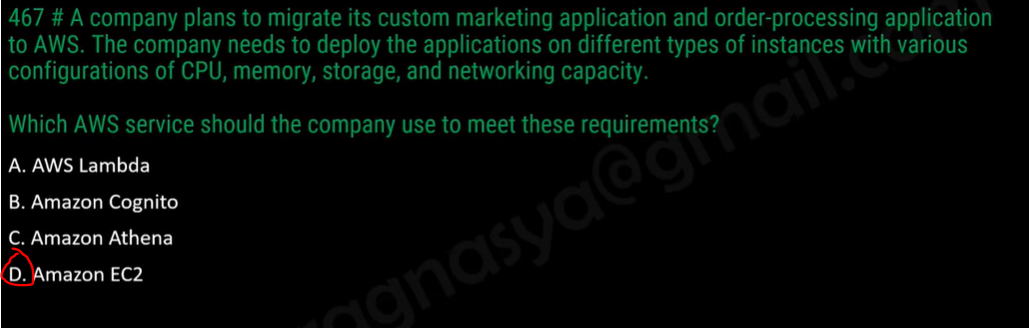 467 # A company plans to migrate its custom marketing application and order-processing application
to AWS. The company needs to deploy the applications on different types of instances with various
configurations of CPU, memory, storage, and networking capacity.
Which AWS service should the company use to meet these requirements?
A. AWS Lambda
B. Amazon Cognito
C. Amazon Athena
D. Amazon EC2